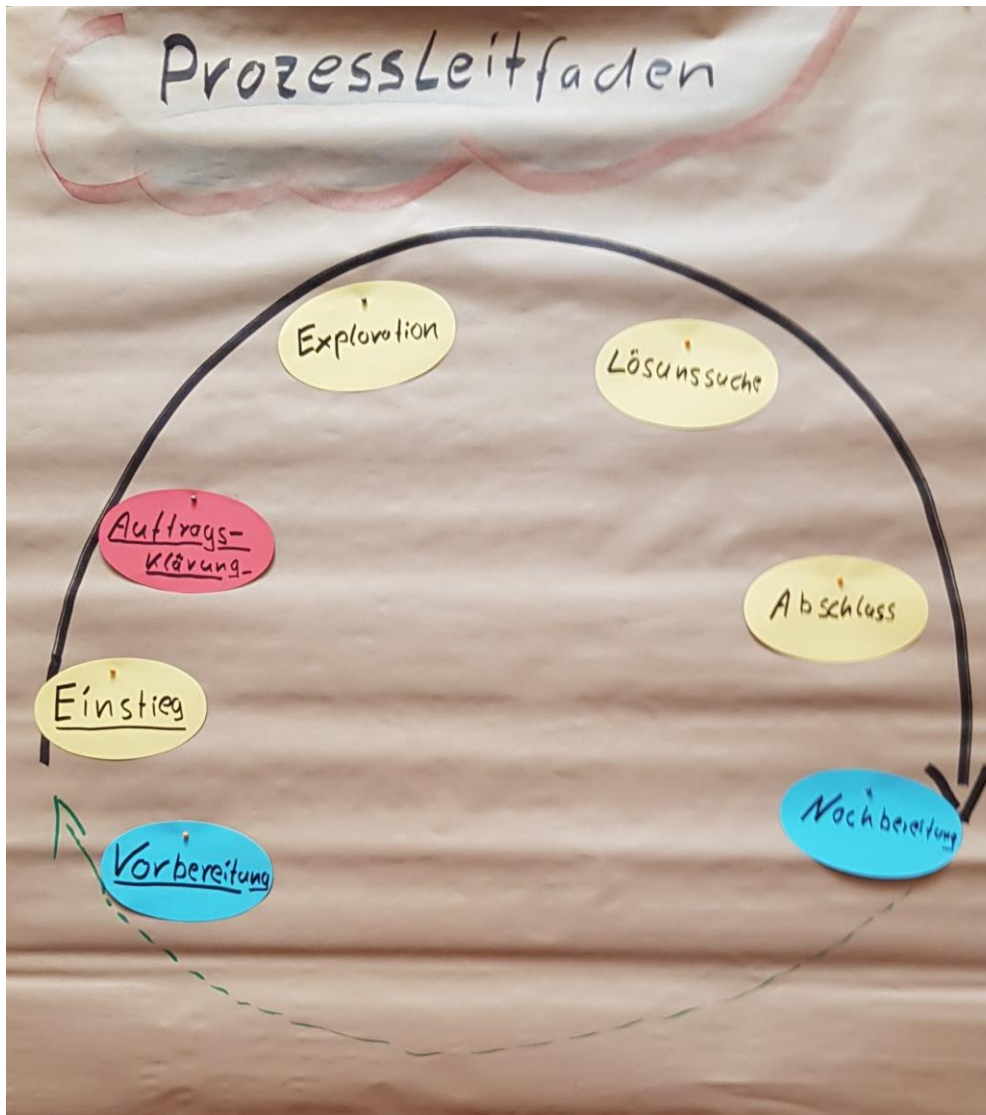 Prozessleitfaden
Exploration
Lösunssuche
Auftrags-
klärung
Abschluss
Einstieg
Nachbereitung
Vorbereitung